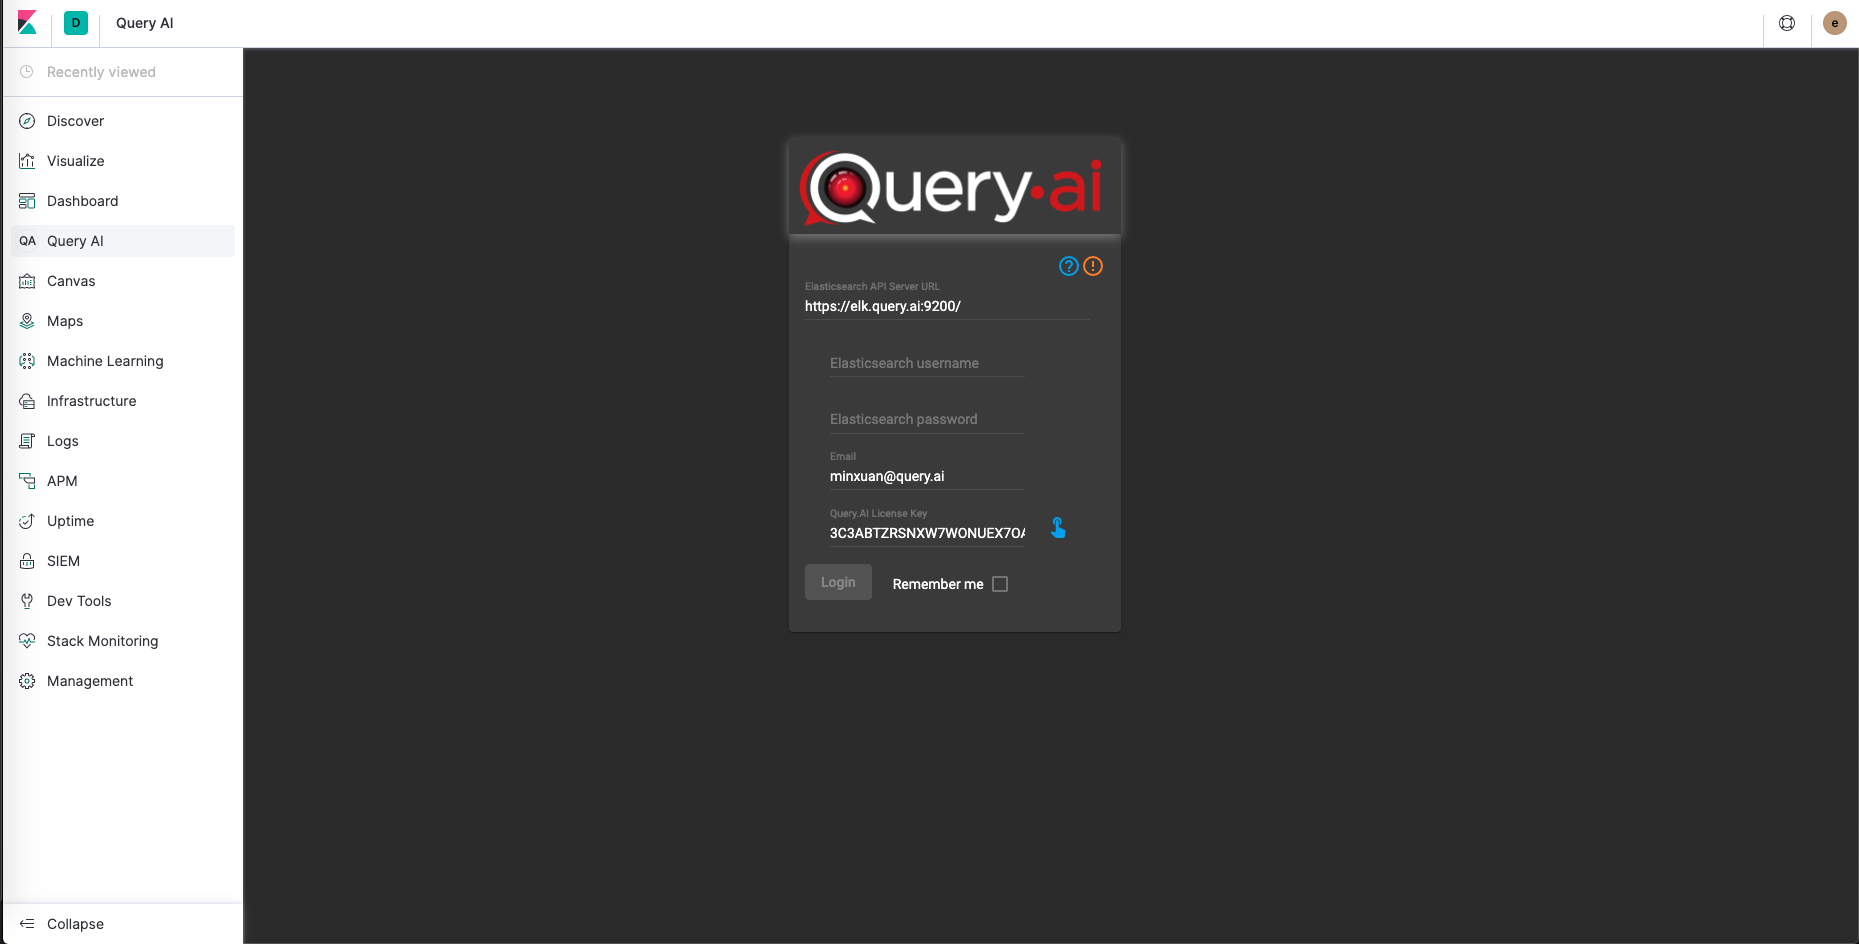 D
Query AI
e
Recently viewed
Discover
Visualize
Dashboard
QA Query AI
Canvas
Maps
Machine Learning
Infrastructure
Logs
APM
Uptime
SIEM
Dev Tools
Stack Monitoring
Management
Collapse
Query.ai
Elasticsearch API Server URL
https://elk.query.ai:9200/
Elasticsearch username
Elasticsearch password
Email
minxuan@query.ai
Query.AI License Key
3C3ABTZRSNXW7WONUEX7OA
Login
Remember me